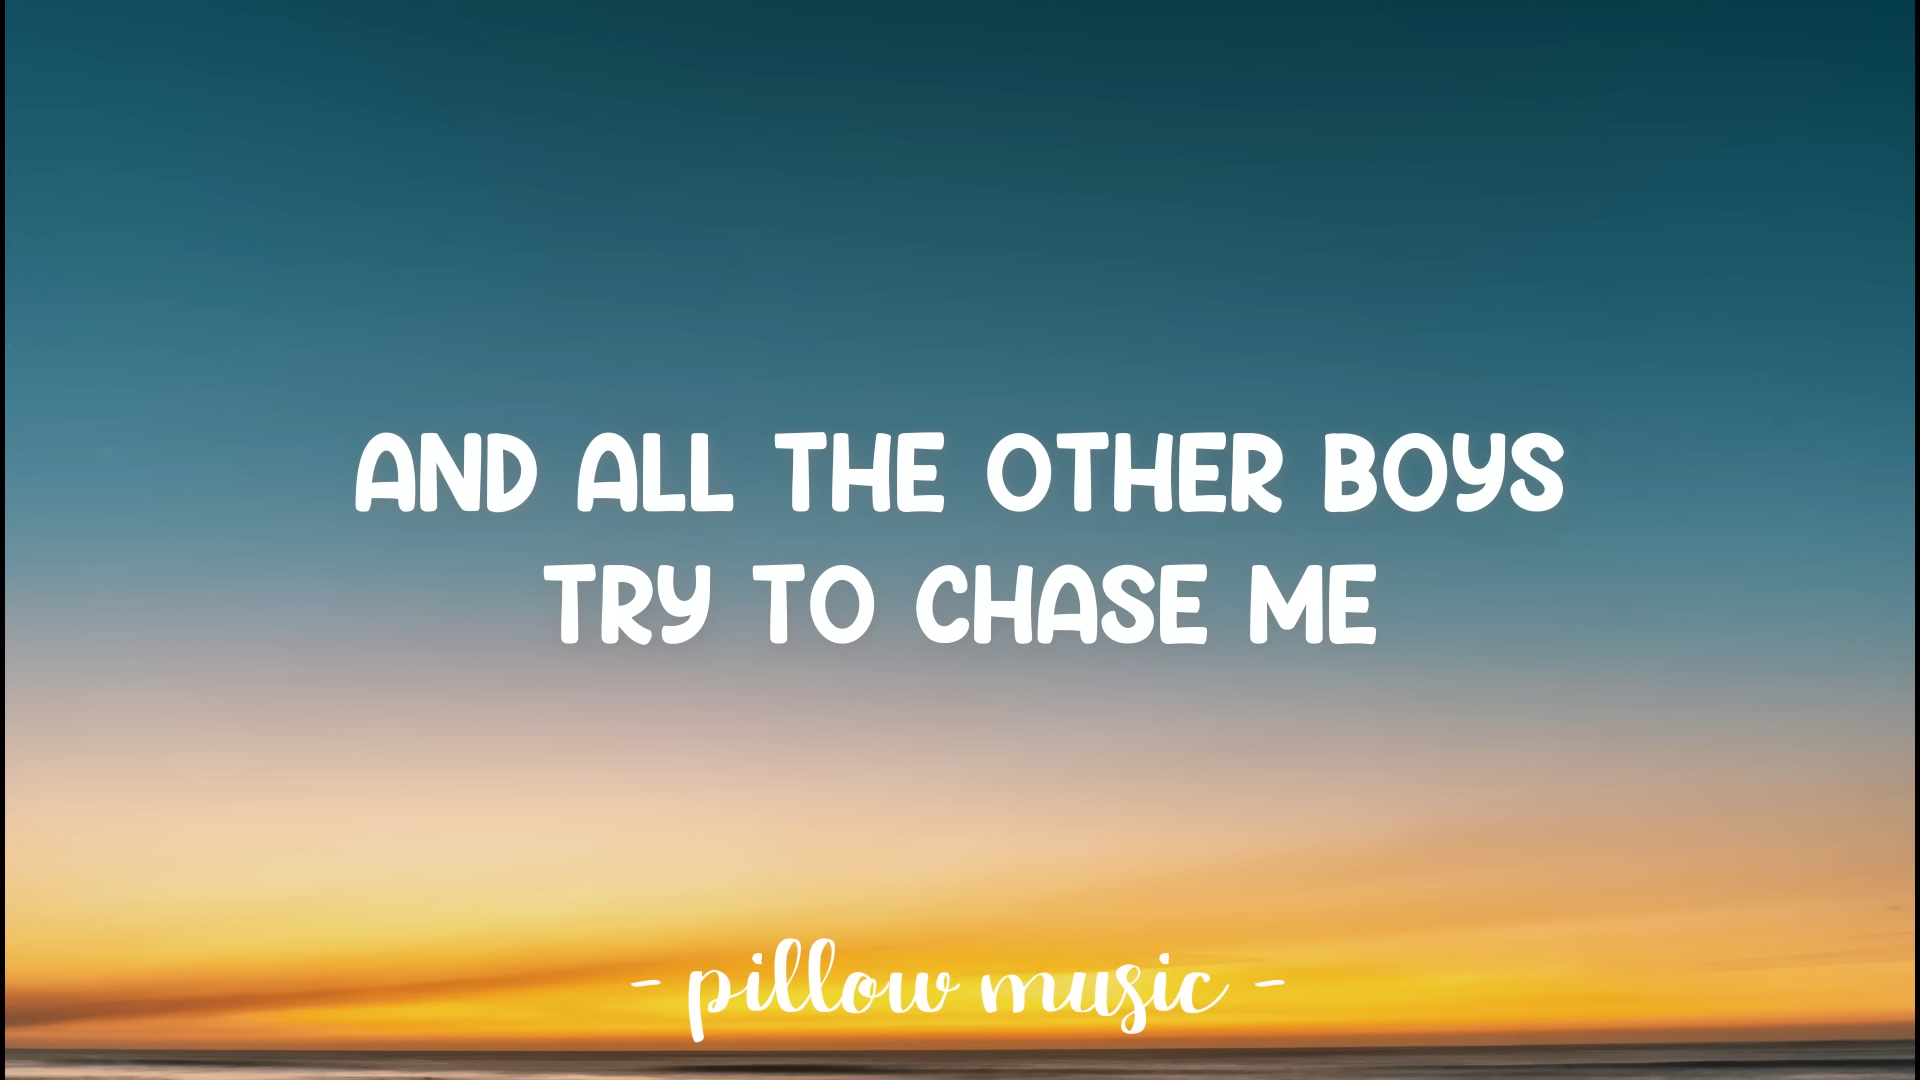 AND ALL THE OTHER BOYS
TRY TO CHASE ME
- pillow music -